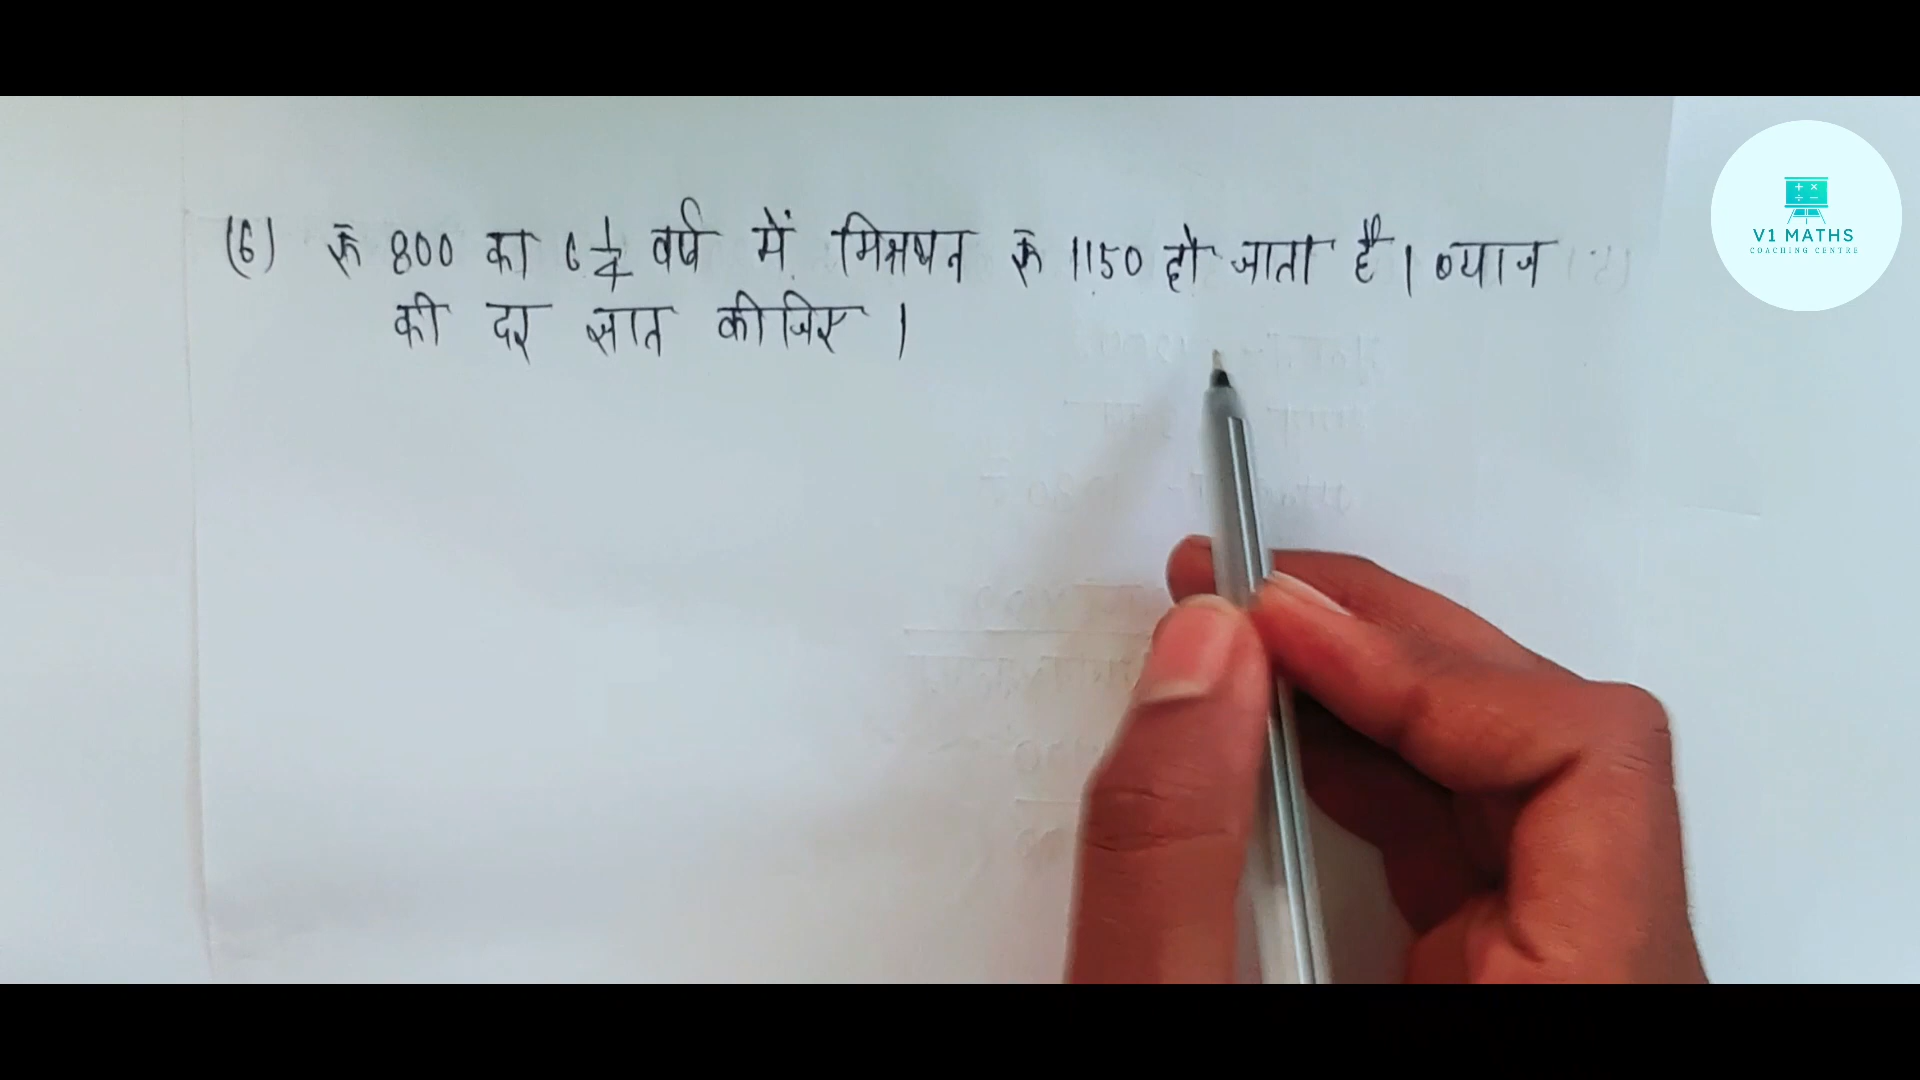 (6) रू 800 का 6 1/4 वर्ष में मिश्रधन रू 1150 हो जाता है । ब्याज
की दर ज्ञात कीजिए ।
+ ×
÷ −
V1 MATHS
COACHING CENTRE